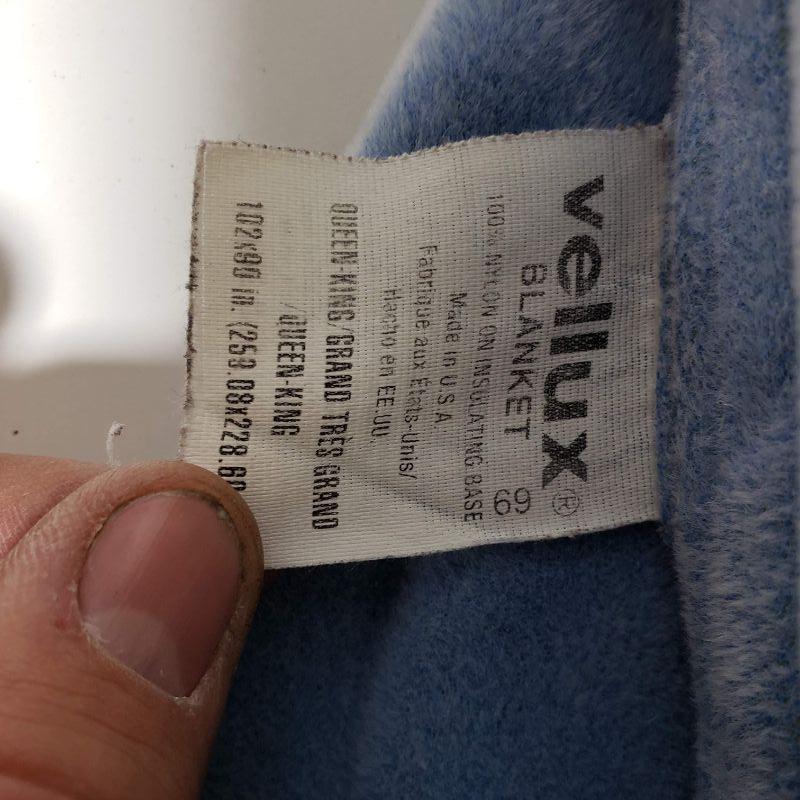 vellux®
BLANKET 69
100% NYLON ON INSULATING BASE
Made in U.S.A.
Fabriqué aux États-Unis/
Hecho en EE.UU.
QUEEN-KING/GRAND TRÈS GRAND
/QUEEN-KING
102x90 in. (259.08x228.60